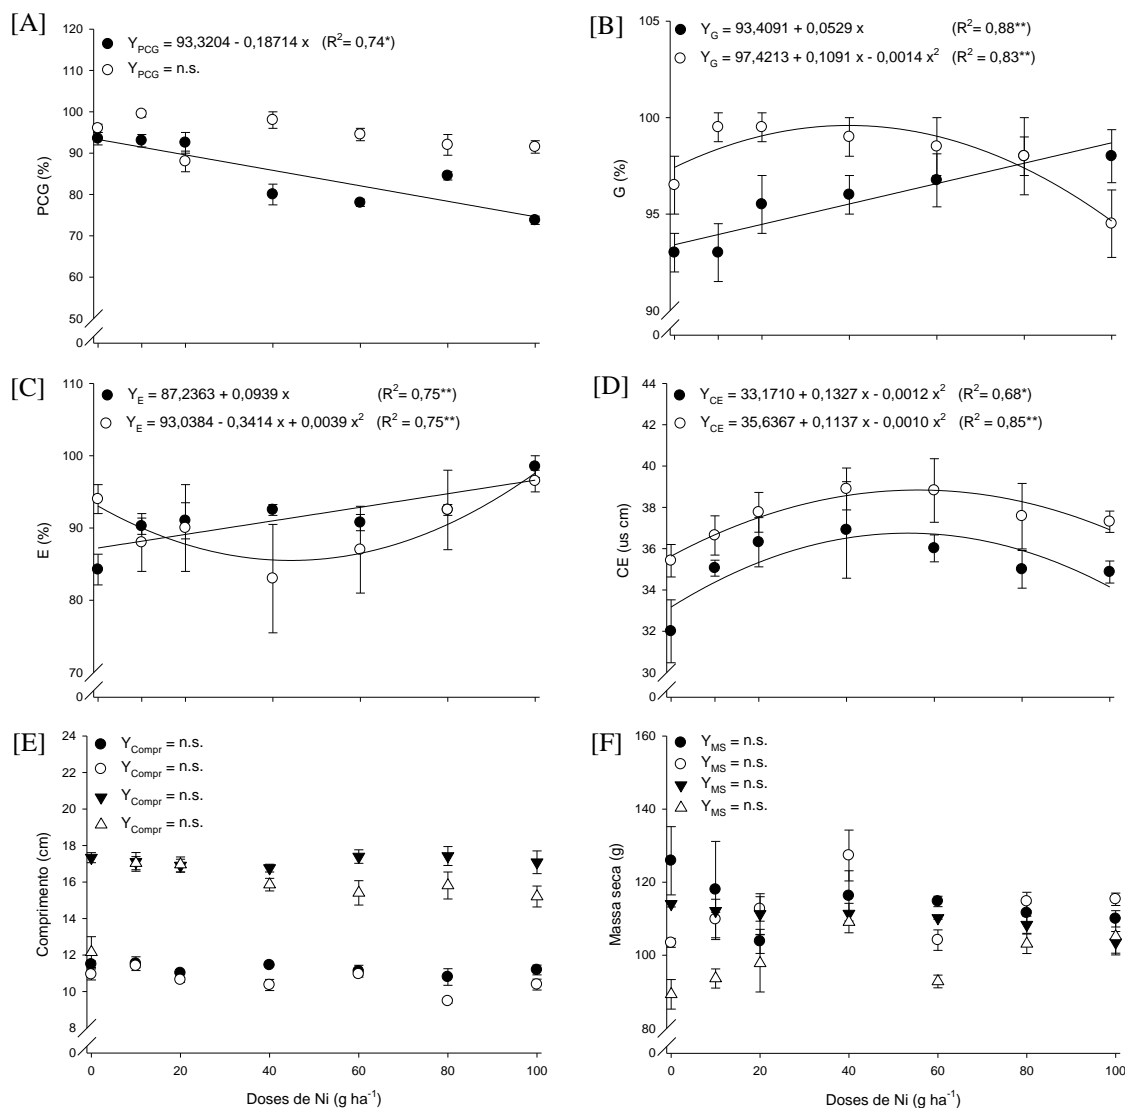 [A]
120
110
100
90
80
70
60
50
0
PCG (%)
Y_PCG = 93,3204 - 0,18714 x (R²= 0,74*)
Y_PCG = n.s.
[B]
105
100
95
90
0
G (%)
Y_G = 93,4091 + 0,0529 x (R² = 0,88**)
Y_G = 97,4213 + 0,1091 x - 0,0014 x² (R² = 0,83**)
[C]
110
100
90
80
70
0
E (%)
Y_E = 87,2363 + 0,0939 x (R²= 0,75**)
Y_E = 93,0384 - 0,3414 x + 0,0039 x² (R² = 0,75**)
[D]
44
42
40
38
36
34
32
30
0
CE (us cm)
Y_CE = 33,1710 + 0,1327 x - 0,0012 x² (R² = 0,68*)
Y_CE = 35,6367 + 0,1137 x - 0,0010 x² (R² = 0,85**)
[E]
24
22
20
18
16
14
12
10
8
0
Comprimento (cm)
Y_Compr = n.s.
Y_Compr = n.s.
Y_Compr = n.s.
Y_Compr = n.s.
0 20 40 60 80 100
Doses de Ni (g ha⁻¹)
[F]
160
140
120
100
80
0
Massa seca (g)
Y_MS = n.s.
Y_MS = n.s.
Y_MS = n.s.
Y_MS = n.s.
0 20 40 60 80 100
Doses de Ni (g ha⁻¹)